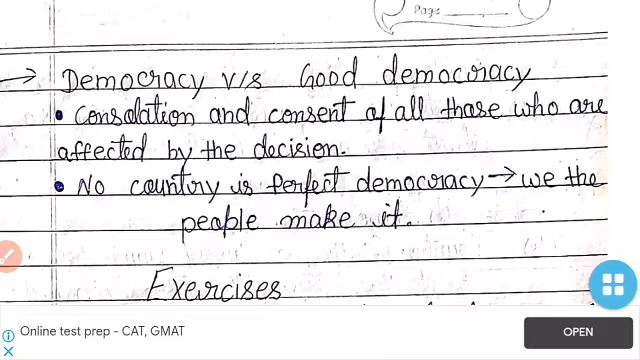 Page
→ Democracy v/s Good democracy
• Consolation and consent of all those who are
affected by the decision.
• No country is perfect democracy → we the
people make it.
Exercises
Online test prep - CAT, GMAT
OPEN